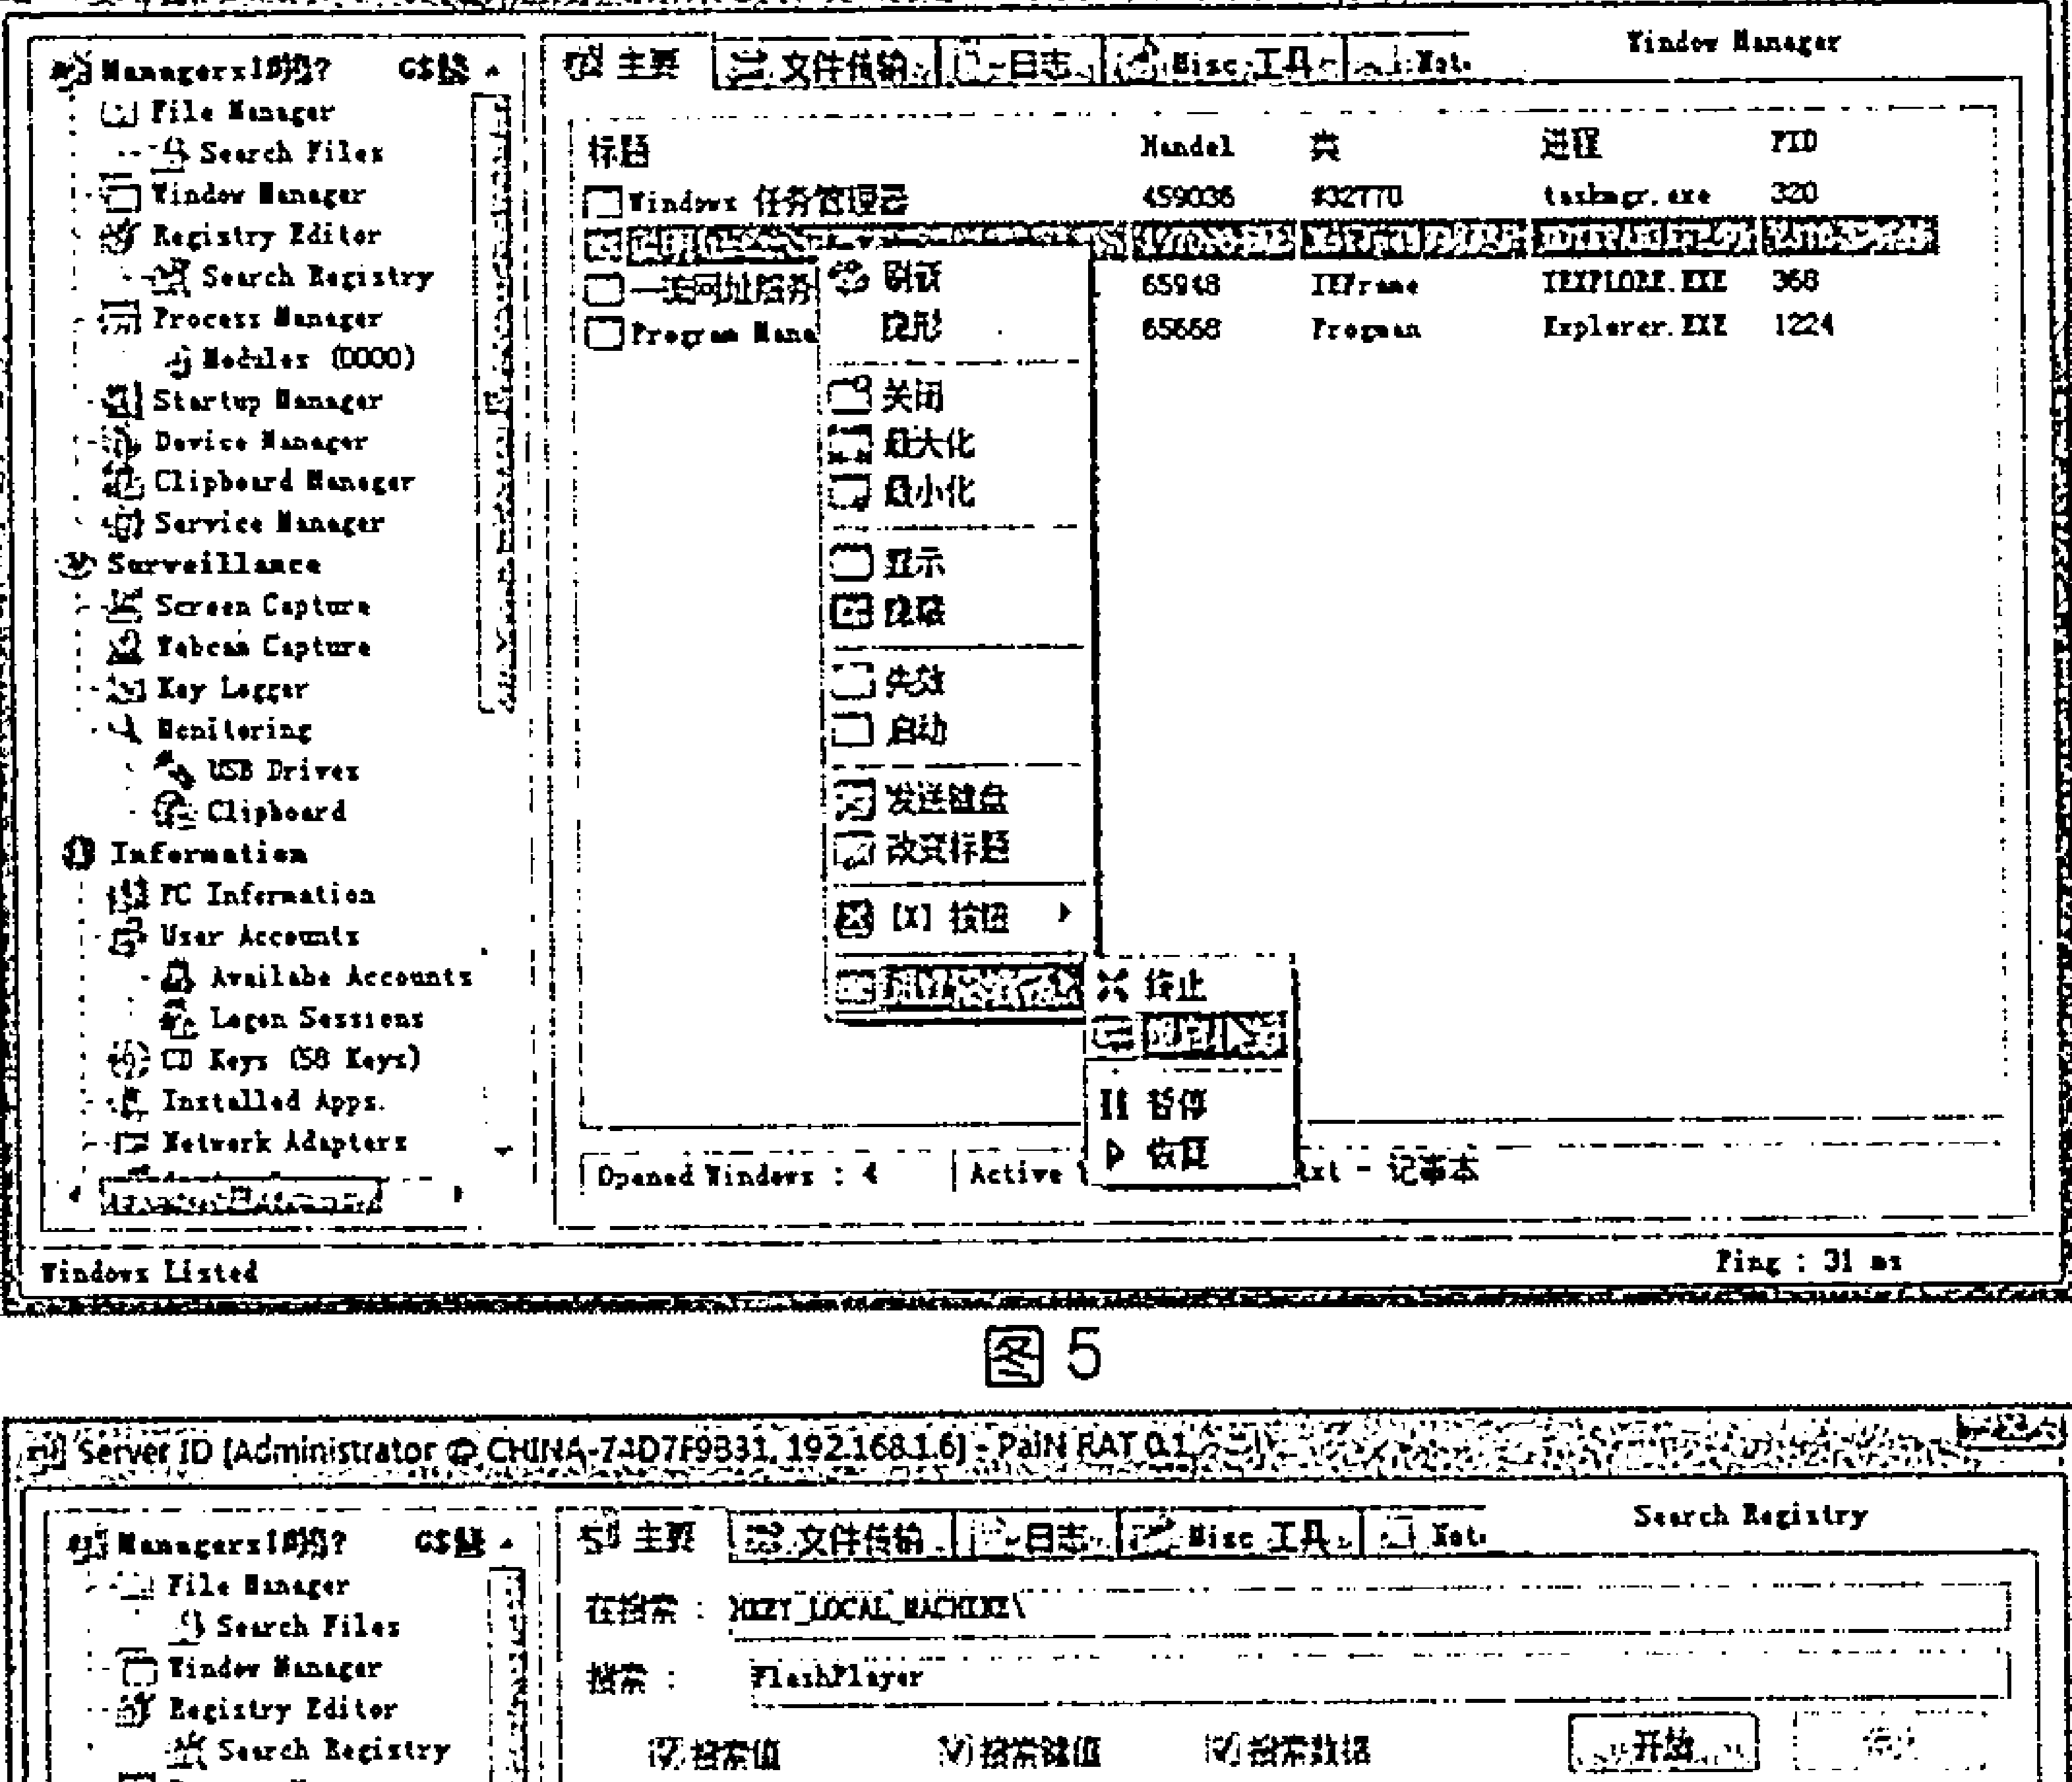 Managers
File Manager
Search Files
Window Manager
Registry Editor
Search Registry
Process Manager
Modules (0000)
Startup Manager
Device Manager
Clipboard Manager
Service Manager
Surveillance
Screen Capture
Webcam Capture
Key Logger
Monitoring
USB Drives
Clipboard
Information
PC Information
User Accounts
Availabe Accounts
Logon Sessions
CD Keys (S8 Keys)
Installed Apps.
Network Adapters
主要 文件传输 日志 Misc 工具
Window Manager
标题 Handel 类 进程 PID
Windows 任务管理器 459036 #32770 taskmgr.exe 320
65948 IEFrame IEXPLORE.EXE 368
Program Mana 65668 Progman Explorer.EXE 1224
刷新
隐形
关闭
最大化
最小化
显示
隐藏
失效
启动
发送键盘
改变标题
[X] 按钮
停止
暂停
恢复
Opened Windows : 4 Active
txt - 记事本
Windows Listed Ping : 31 ms
图 5
Server ID [Administrator @ CHINA-74D7F9B31, 192.168.1.6] - PaiN RAT 0.1
Managers
File Manager
Search Files
Window Manager
Registry Editor
Search Registry
主要 文件传输 日志 Misc 工具
Search Registry
在搜索 : HKEY_LOCAL_MACHINE\
搜索 : FlashPlayer
搜索值 搜索键值 搜索数据 开始